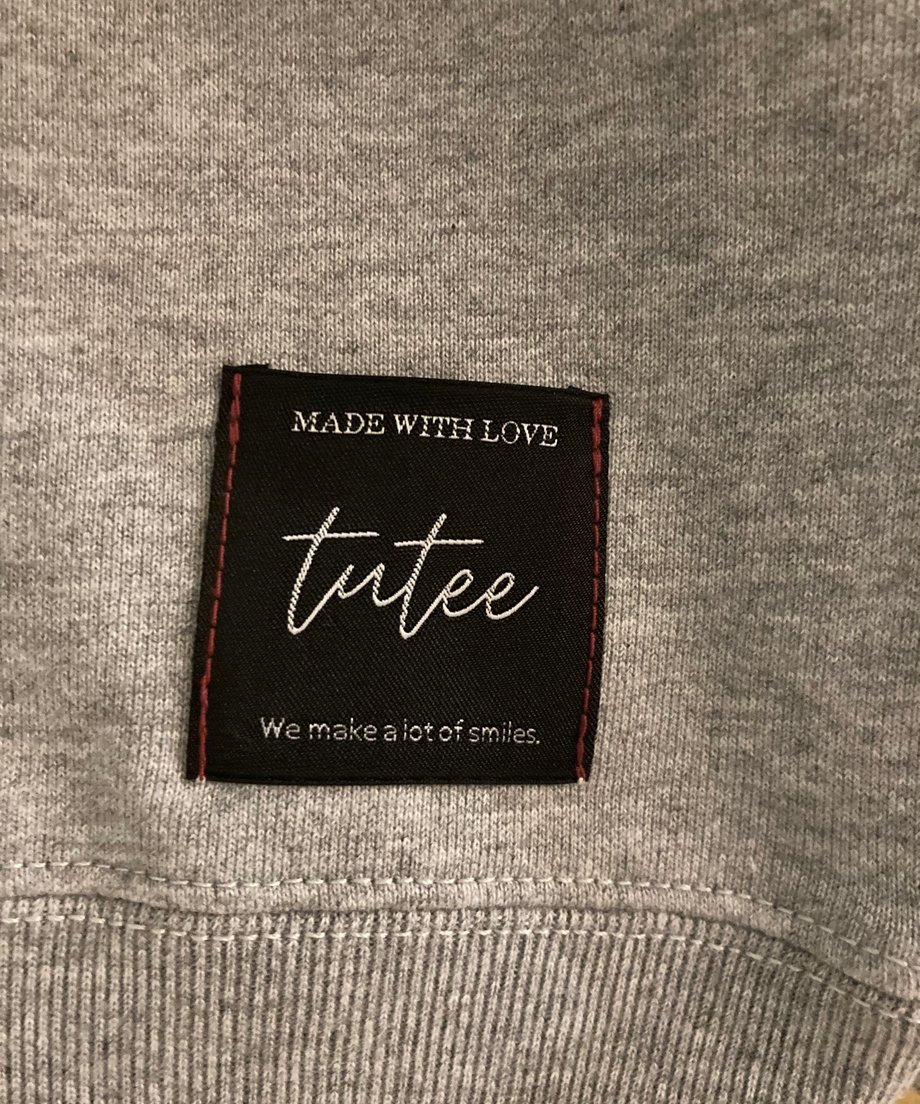 MADE WITH LOVE
tutee
We make a lot of smiles.